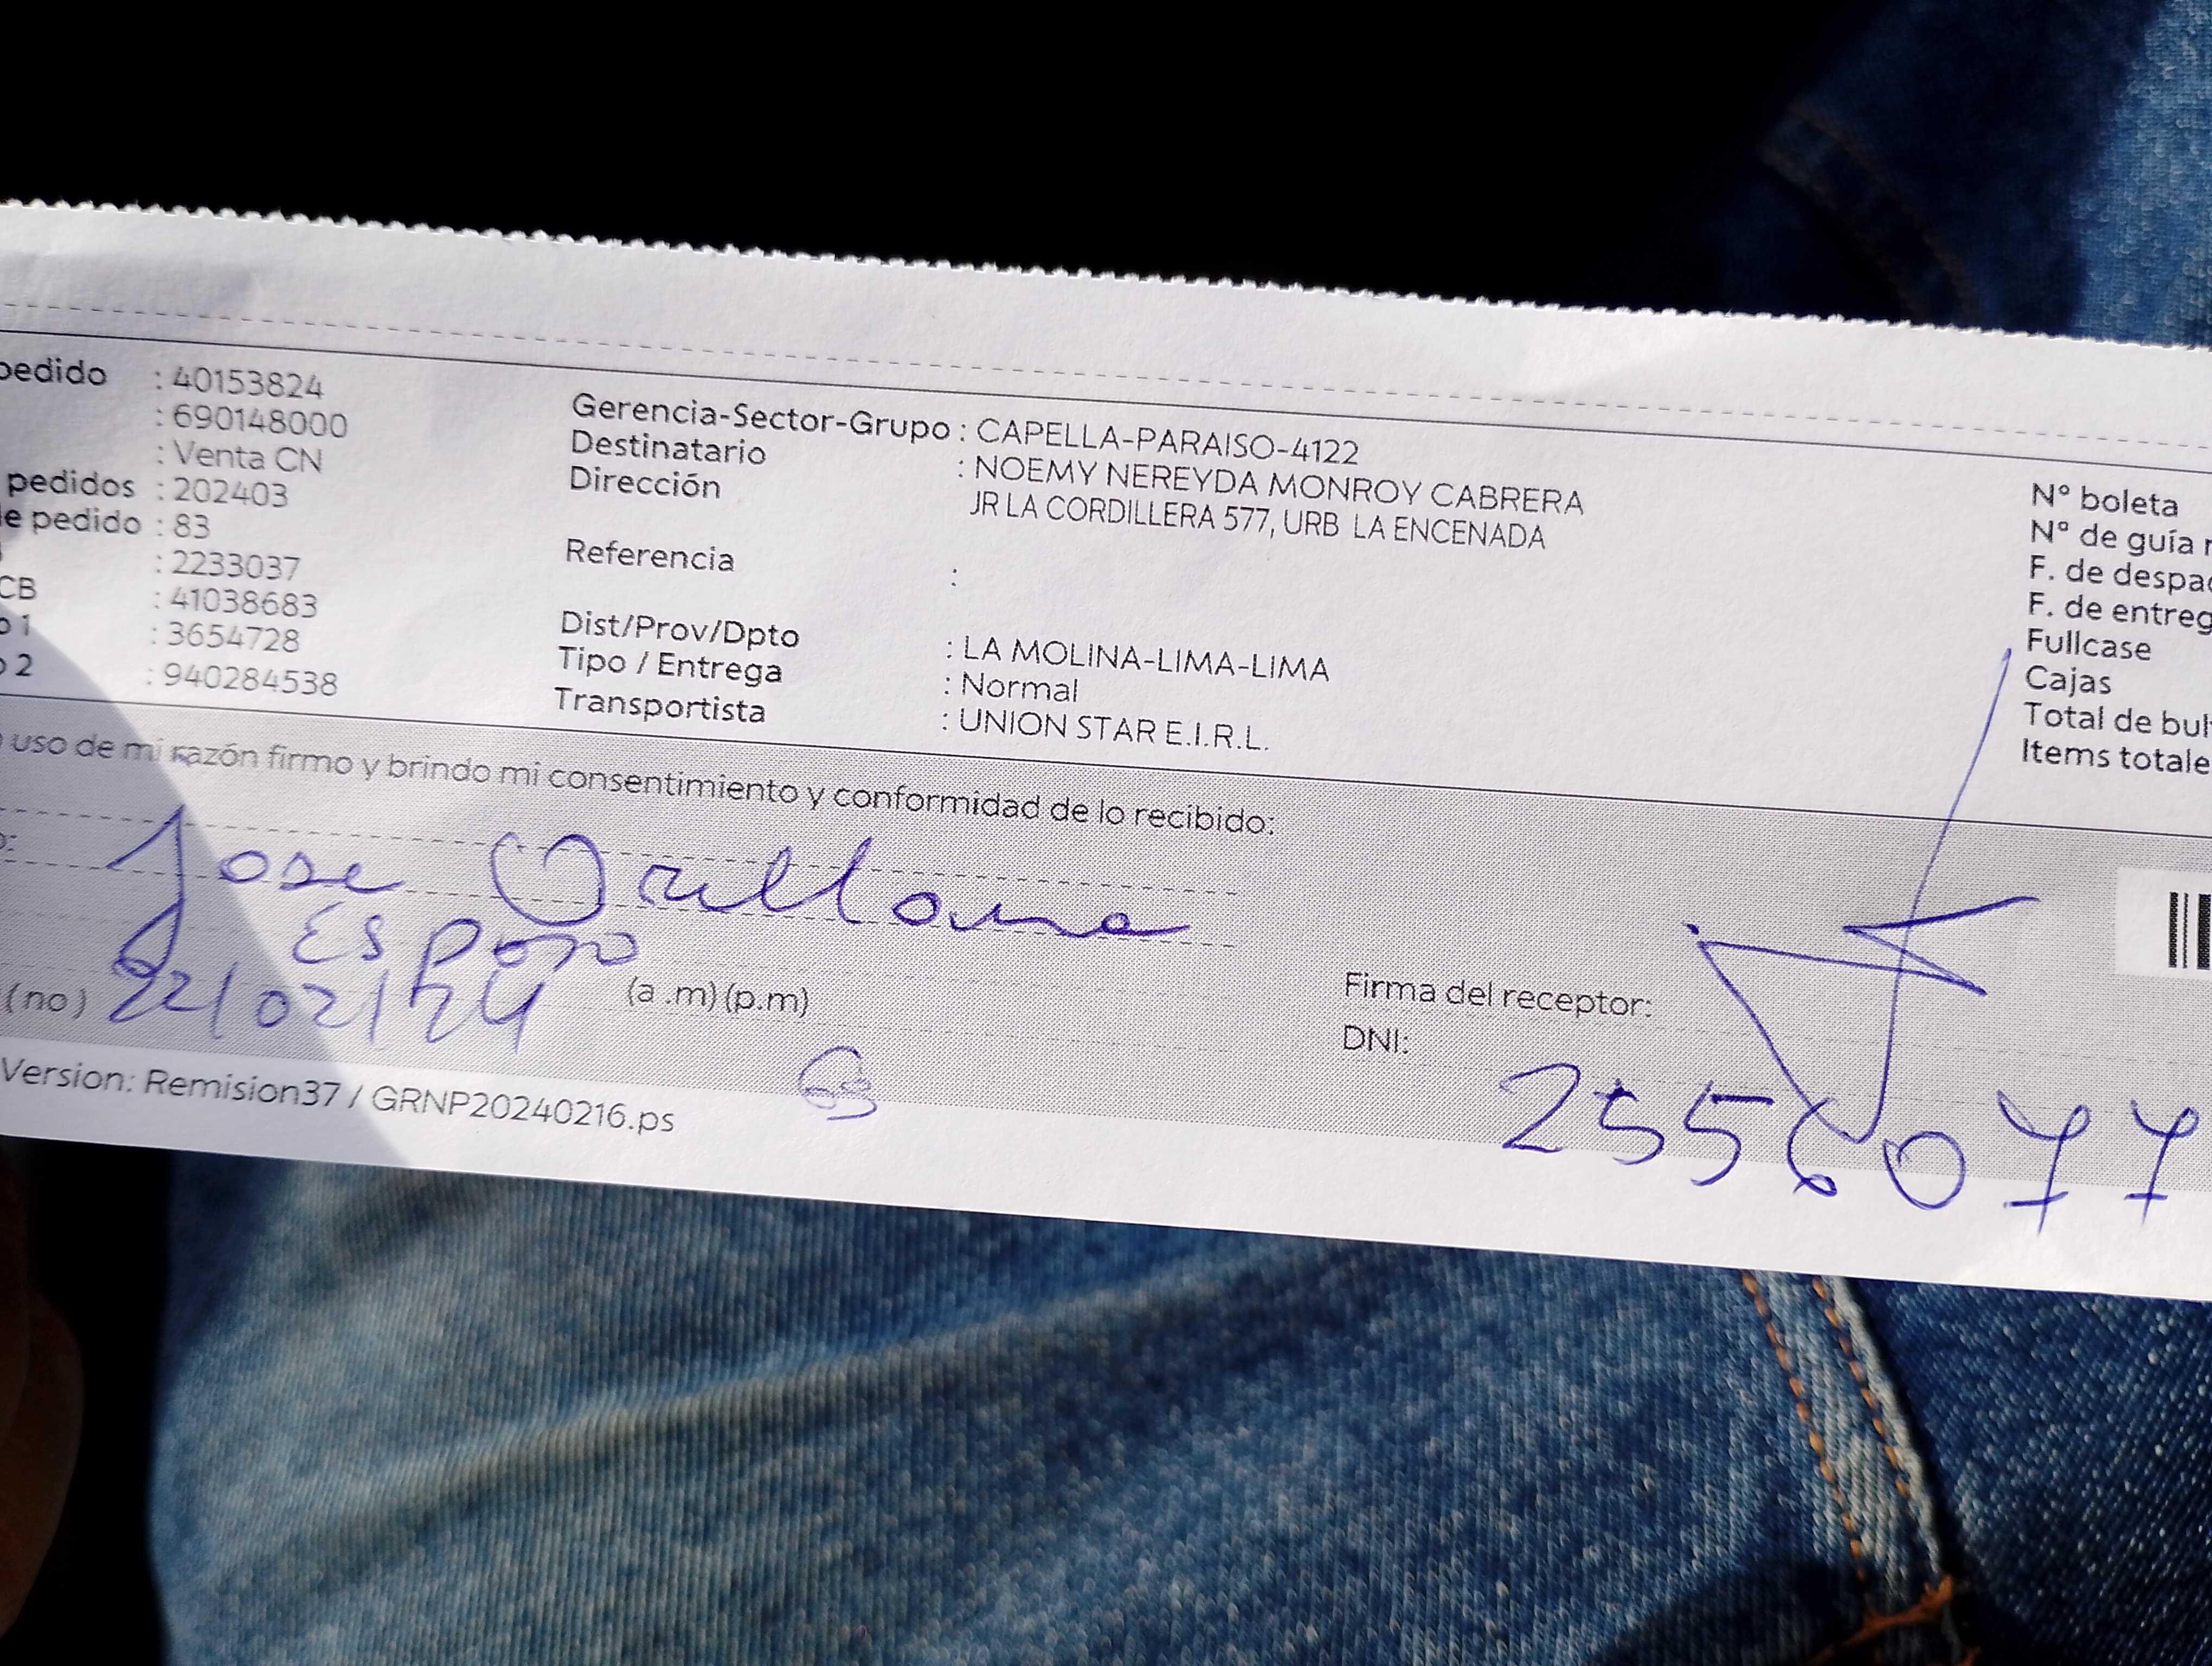 pedido : 40153824
: 690148000
: Venta CN
pedidos : 202403
de pedido : 83
: 2233037
CB : 41038683
o 1 : 3654728
o 2 : 940284538
Gerencia-Sector-Grupo : CAPELLA-PARAISO-4122
Destinatario : NOEMY NEREYDA MONROY CABRERA
Dirección JR LA CORDILLERA 577, URB LA ENCENADA
Referencia :
Dist/Prov/Dpto : LA MOLINA-LIMA-LIMA
Tipo / Entrega : Normal
Transportista : UNION STAR E.I.R.L.
N° boleta
N° de guía r
F. de despac
F. de entreg
Fullcase
Cajas
Total de bul
Items totale
uso de mi razón firmo y brindo mi consentimiento y conformidad de lo recibido:
Jose Orellana
Esposo
(no) 22/02/24 (a .m) (p.m)
Firma del receptor:
DNI: 2556077
Version: Remision37 / GRNP20240216.ps